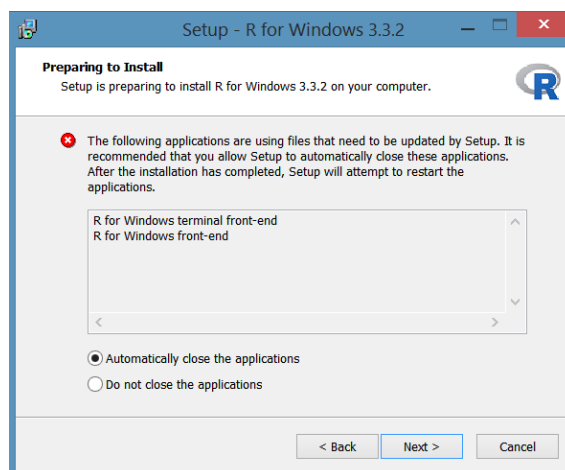 Setup - R for Windows 3.3.2
Preparing to Install
Setup is preparing to install R for Windows 3.3.2 on your computer.
R
The following applications are using files that need to be updated by Setup. It is
recommended that you allow Setup to automatically close these applications.
After the installation has completed, Setup will attempt to restart the
applications.
R for Windows terminal front-end
R for Windows front-end
Automatically close the applications
Do not close the applications
< Back Next > Cancel